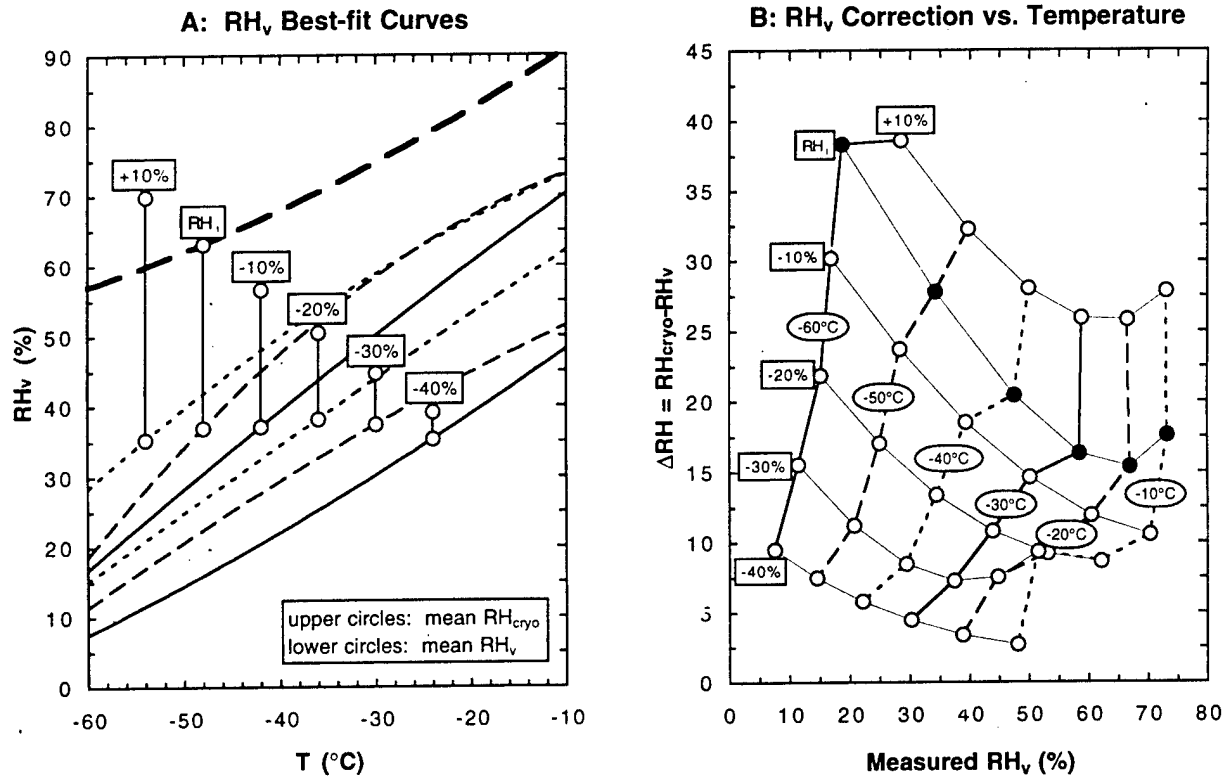 A: RHv Best-fit Curves
90
80
70
60
50
40
30
20
10
0
RHv (%)
+10%
RHi
-10%
-20%
-30%
-40%
upper circles: mean RHcryo
lower circles: mean RHv
-60
-50
-40
-30
-20
-10
T (°C)
B: RHv Correction vs. Temperature
45
40
35
30
25
20
15
10
5
0
ΔRH = RHcryo-RHv
RHi
+10%
-10%
-60°C
-20%
-50°C
-30%
-40°C
-30°C
-10°C
-20°C
-40%
0
10
20
30
40
50
60
70
80
Measured RHv (%)